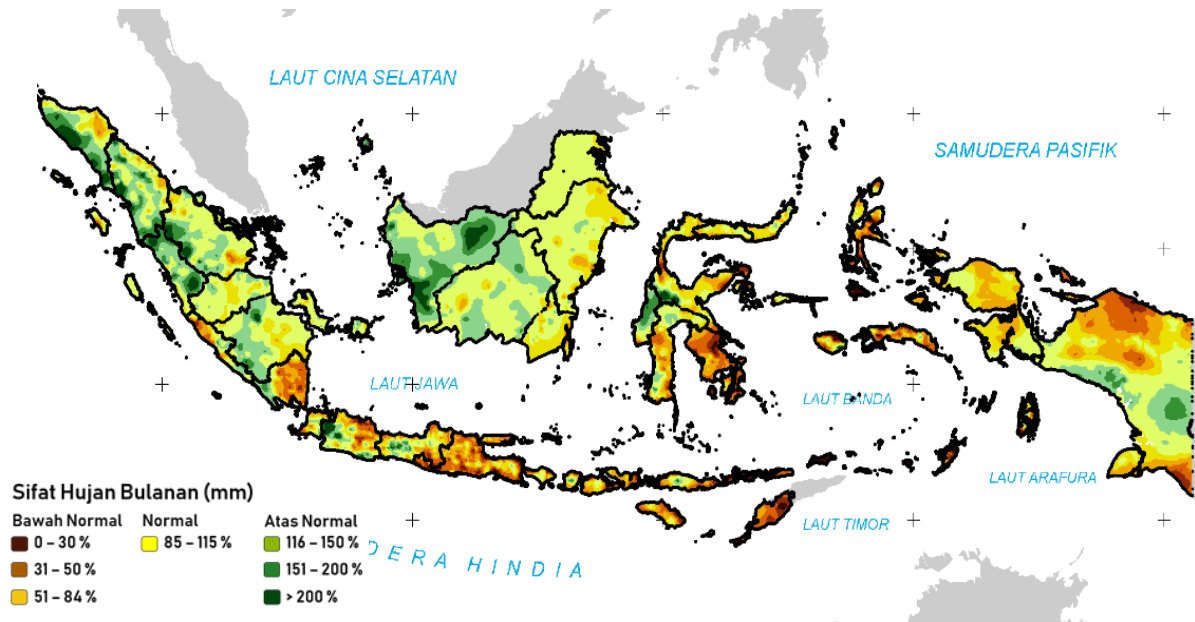 LAUT CINA SELATAN
SAMUDERA PASIFIK
LAUT JAWA
LAUT BANDA
LAUT ARAFURA
LAUT TIMOR
DERA HINDIA
Sifat Hujan Bulanan (mm)
Bawah Normal Normal Atas Normal
0 – 30 % 85 – 115 % 116 – 150 %
31 – 50 % 151 – 200 %
51 – 84 % > 200 %